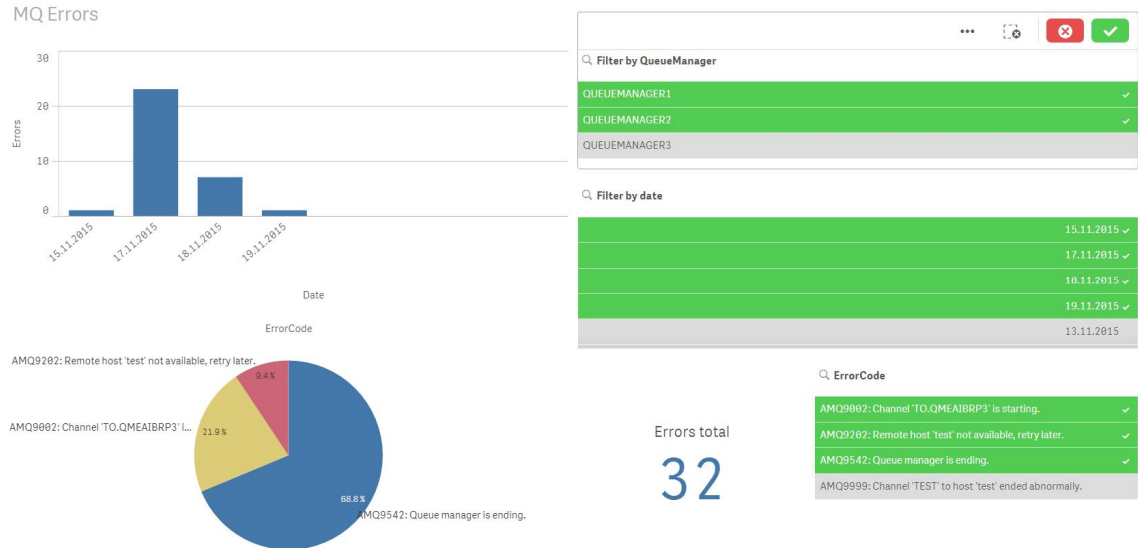 MQ Errors
30
20
10
0
Errors
15.11.2015
17.11.2015
18.11.2015
19.11.2015
Date
ErrorCode
AMQ9202: Remote host 'test' not available, retry later.
9.4%
AMQ9002: Channel 'TO.QMEAIBRP3' l...
21.9%
68.8%
AMQ9542: Queue manager is ending.
Filter by QueueManager
QUEUEMANAGER1
QUEUEMANAGER2
QUEUEMANAGER3
Filter by date
15.11.2015
17.11.2015
18.11.2015
19.11.2015
13.11.2015
Errors total
32
ErrorCode
AMQ9002: Channel 'TO.QMEAIBRP3' is starting.
AMQ9202: Remote host 'test' not available, retry later.
AMQ9542: Queue manager is ending.
AMQ9999: Channel 'TEST' to host 'test' ended abnormally.